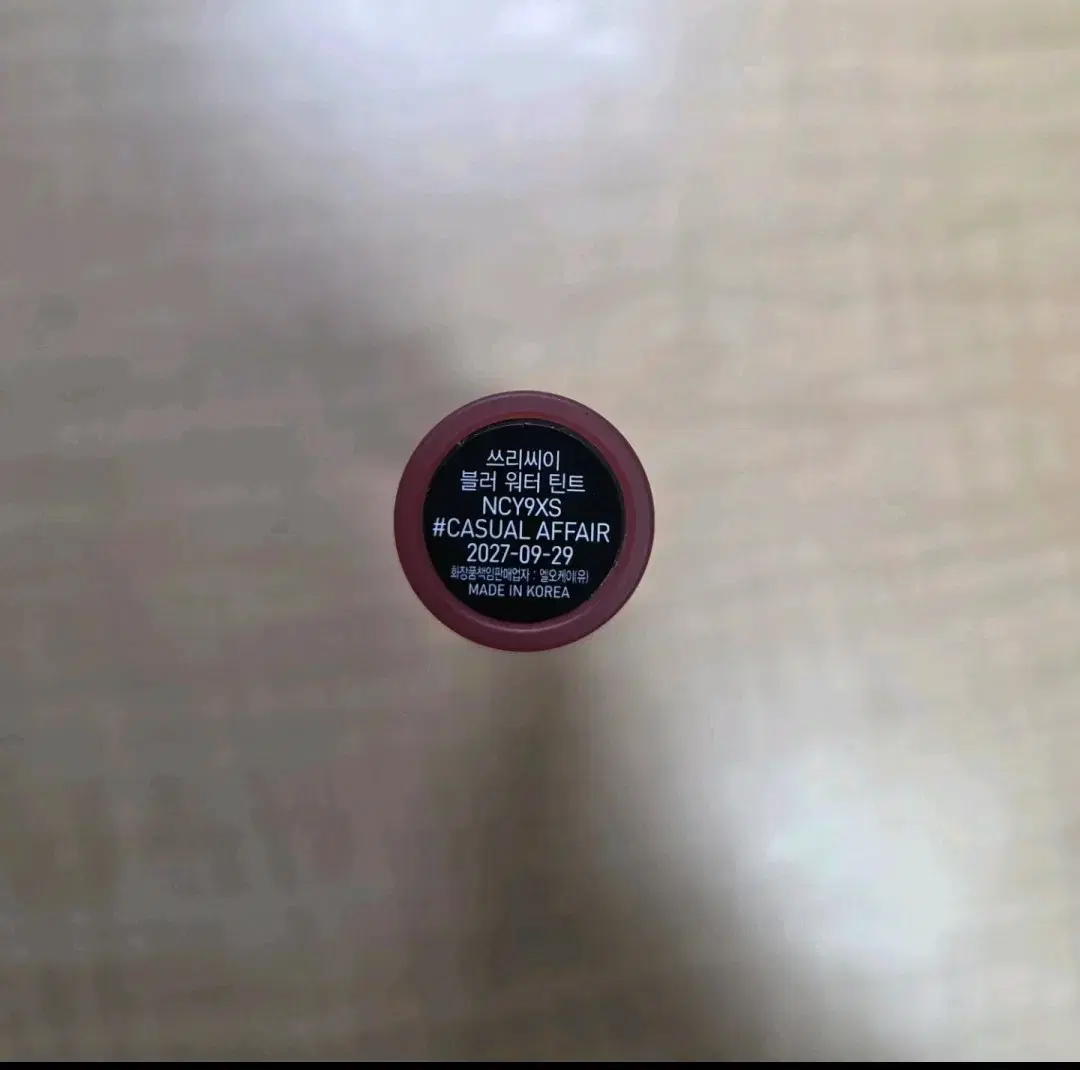 쓰리씨이
블러 워터 틴트
NCY9XS
#CASUAL AFFAIR
2027-09-29
화장품책임판매업자 : 엘오케이(유)
MADE IN KOREA